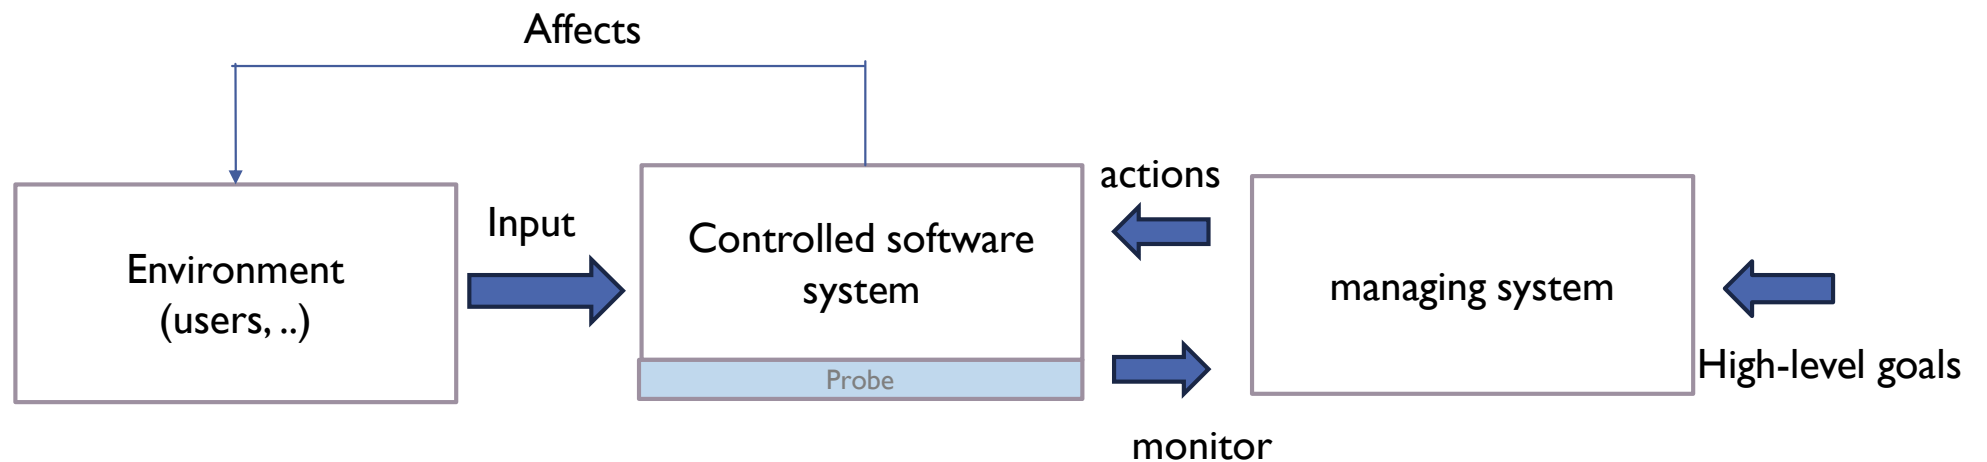 Affects
Environment
(users, ..)
Input
Controlled software
system
Probe
actions
monitor
managing system
High-level goals